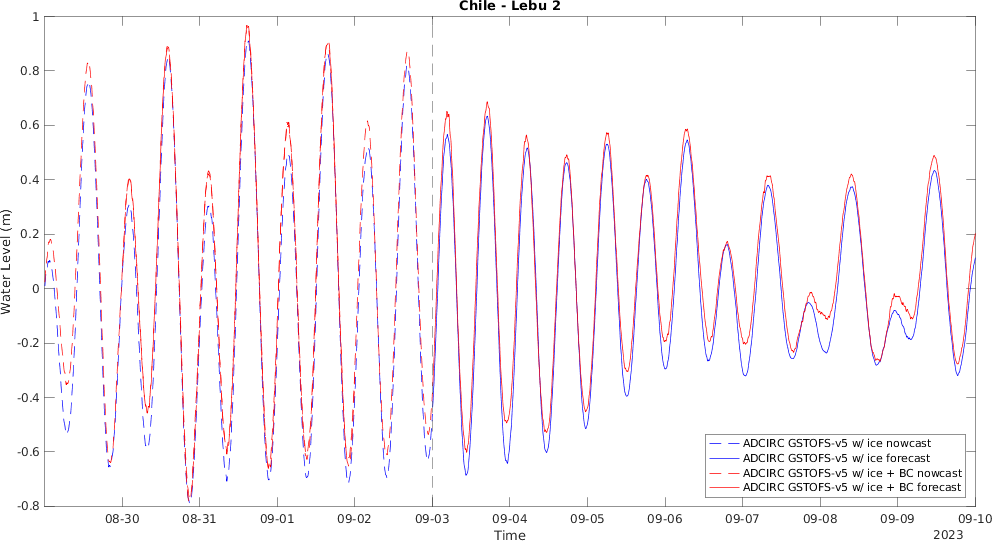 Chile - Lebu 2
Water Level (m)
1
0.8
0.6
0.4
0.2
0
-0.2
-0.4
-0.6
-0.8
ADCIRC GSTOFS-v5 w/ ice nowcast
ADCIRC GSTOFS-v5 w/ ice forecast
ADCIRC GSTOFS-v5 w/ ice + BC nowcast
ADCIRC GSTOFS-v5 w/ ice + BC forecast
08-30 08-31 09-01 09-02 09-03 09-04 09-05 09-06 09-07 09-08 09-09 09-10
Time
2023